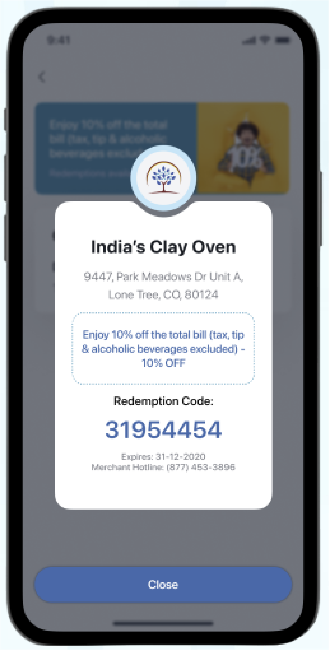 9:41
Enjoy 10% off the total
bill (tax, tip & alcoholic
beverages
10%
India's Clay Oven
9447, Park Meadows Dr Unit A,
Lone Tree, CO, 80124
Enjoy 10% off the total bill (tax, tip
& alcoholic beverages excluded) -
10% OFF
Redemption Code:
31954454
Expires: 31-12-2020
Merchant Hotline: (877) 453-3896
Close